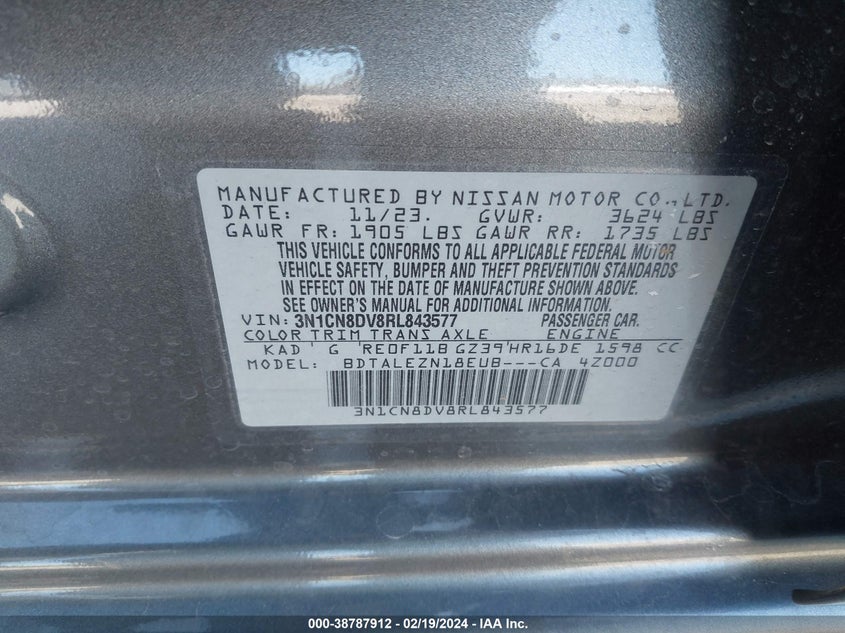 MANUFACTURED BY NISSAN MOTOR CO.,LTD.
DATE: 11/23. GVWR: 3624 LBS
GAWR FR: 1905 LBS GAWR RR: 1735 LBS
THIS VEHICLE CONFORMS TO ALL APPLICABLE FEDERAL MOTOR
VEHICLE SAFETY, BUMPER AND THEFT PREVENTION STANDARDS
IN EFFECT ON THE DATE OF MANUFACTURE SHOWN ABOVE.
SEE OWNER'S MANUAL FOR ADDITIONAL INFORMATION.
VIN: 3N1CN8DV8RL843577 PASSENGER CAR.
COLOR TRIM TRANS AXLE ENGINE
KAD ' G 'RE0F11B GZ39'HR16DE 1598 CC
MODEL: BDTALEZN18EUB---CA 4Z000
3N1CN8DV8RL843577
000-38787912 - 02/19/2024 - IAA Inc.